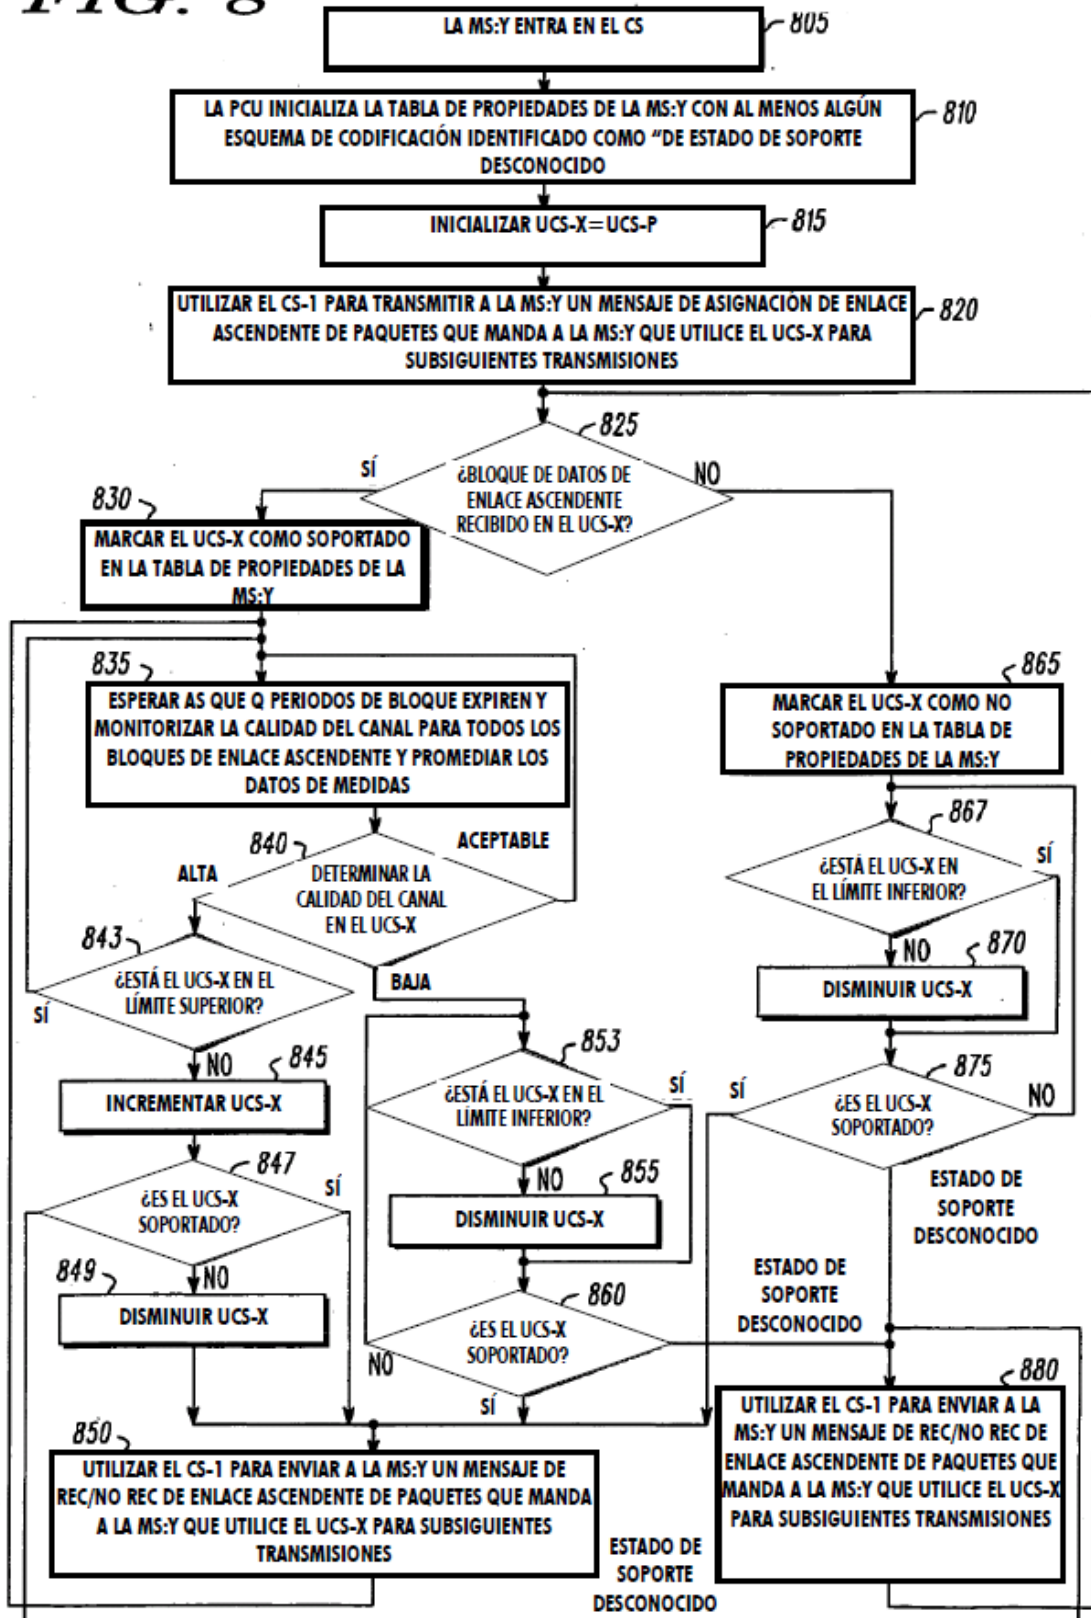 FIG. 8
LA MS:Y ENTRA EN EL CS
805
LA PCU INICIALIZA LA TABLA DE PROPIEDADES DE LA MS:Y CON AL MENOS ALGÚN
ESQUEMA DE CODIFICACIÓN IDENTIFICADO COMO “DE ESTADO DE SOPORTE
DESCONOCIDO
810
INICIALIZAR UCS-X=UCS-P
815
UTILIZAR EL CS-1 PARA TRANSMITIR A LA MS:Y UN MENSAJE DE ASIGNACIÓN DE ENLACE
ASCENDENTE DE PAQUETES QUE MANDA A LA MS:Y QUE UTILICE EL UCS-X PARA
SUBSIGUIENTES TRANSMISIONES
820
825
¿BLOQUE DE DATOS DE
ENLACE ASCENDENTE
RECIBIDO EN EL UCS-X?
SÍ
NO
830
MARCAR EL UCS-X COMO SOPORTADO
EN LA TABLA DE PROPIEDADES DE LA
MS:Y
835
ESPERAR AS QUE Q PERIODOS DE BLOQUE EXPIREN Y
MONITORIZAR LA CALIDAD DEL CANAL PARA TODOS LOS
BLOQUES DE ENLACE ASCENDENTE Y PROMEDIAR LOS
DATOS DE MEDIDAS
865
MARCAR EL UCS-X COMO NO
SOPORTADO EN LA TABLA DE
PROPIEDADES DE LA MS:Y
840
DETERMINAR LA
CALIDAD DEL CANAL
EN EL UCS-X
ACEPTABLE
ALTA
BAJA
867
¿ESTÁ EL UCS-X EN
EL LÍMITE INFERIOR?
SÍ
NO
870
DISMINUIR UCS-X
843
¿ESTÁ EL UCS-X EN EL
LÍMITE SUPERIOR?
SÍ
NO
845
INCREMENTAR UCS-X
853
¿ESTÁ EL UCS-X EN EL
LÍMITE INFERIOR?
SÍ
NO
855
DISMINUIR UCS-X
875
¿ES EL UCS-X
SOPORTADO?
SÍ
NO
ESTADO DE
SOPORTE
DESCONOCIDO
847
¿ES EL UCS-X
SOPORTADO?
SÍ
NO
849
DISMINUIR UCS-X
860
¿ES EL UCS-X
SOPORTADO?
NO
SÍ
ESTADO DE
SOPORTE
DESCONOCIDO
850
UTILIZAR EL CS-1 PARA ENVIAR A LA MS:Y UN MENSAJE DE
REC/NO REC DE ENLACE ASCENDENTE DE PAQUETES QUE MANDA
A LA MS:Y QUE UTILICE EL UCS-X PARA SUBSIGUIENTES
TRANSMISIONES
880
UTILIZAR EL CS-1 PARA ENVIAR A LA
MS:Y UN MENSAJE DE REC/NO REC DE
ENLACE ASCENDENTE DE PAQUETES QUE
MANDA A LA MS:Y QUE UTILICE EL UCS-X
PARA SUBSIGUIENTES TRANSMISIONES
ESTADO DE
SOPORTE
DESCONOCIDO